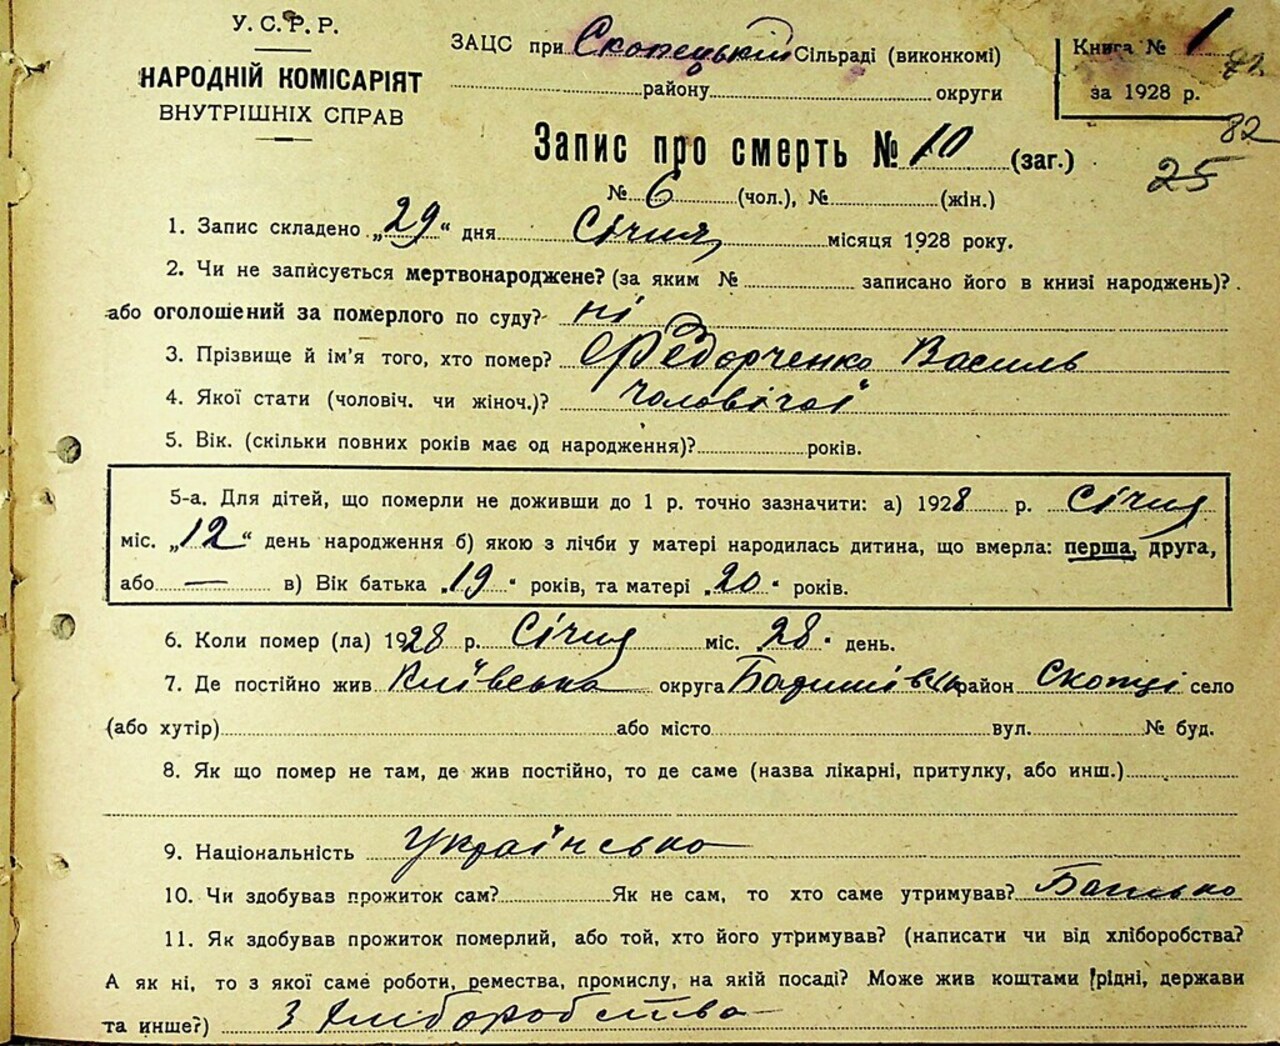 У.С.Р.Р.
НАРОДНІЙ КОМІСАРІЯТ
ВНУТРІШНІХ СПРАВ
ЗАЦС при Скопецькій Сільраді (виконкомі)
району округи
Книга № 1
за 1928 р.
82
25
Запис про смерть № 10 (заг.)
№ 6 (чол.), № (жін.)
1. Запис складено „29“ дня Січня місяця 1928 року.
2. Чи не записується мертвонароджене? (за яким № записано його в книзі народжень)?
або оголошений за померлого по суду? ні
3. Прізвище й ім'я того, хто помер? Федорченко Василь
4. Якої стати (чоловіч. чи жіноч.)? чоловічої
5. Вік. (скільки повних років має од народження)? років.
5-а. Для дітей, що померли не доживши до 1 р. точно зазначити: а) 1928 р. Січня
міс. „12“ день народження б) якою з лічби у матері народилась дитина, що вмерла: перша, друга,
або — в) Вік батька „19“ років, та матері „20“ років.
6. Коли помер (ла) 1928 р. Січня міс. „28“ день.
7. Де постійно жив Київська округа Баришівськ район Скопці село
(або хутір) або місто вул. № буд.
8. Як що помер не там, де жив постійно, то де саме (назва лікарні, притулку, або инш.)
9. Національність Українсько
10. Чи здобував прожиток сам? Як не сам, то хто саме утримував? Батько
11. Як здобував прожиток померлий, або той, хто його утримував? (написати чи від хліборобства?
А як ні, то з якої саме роботи, ремества, промислу, на якій посаді? Може жив коштами рідні, держави
та инше?) З хліборобства